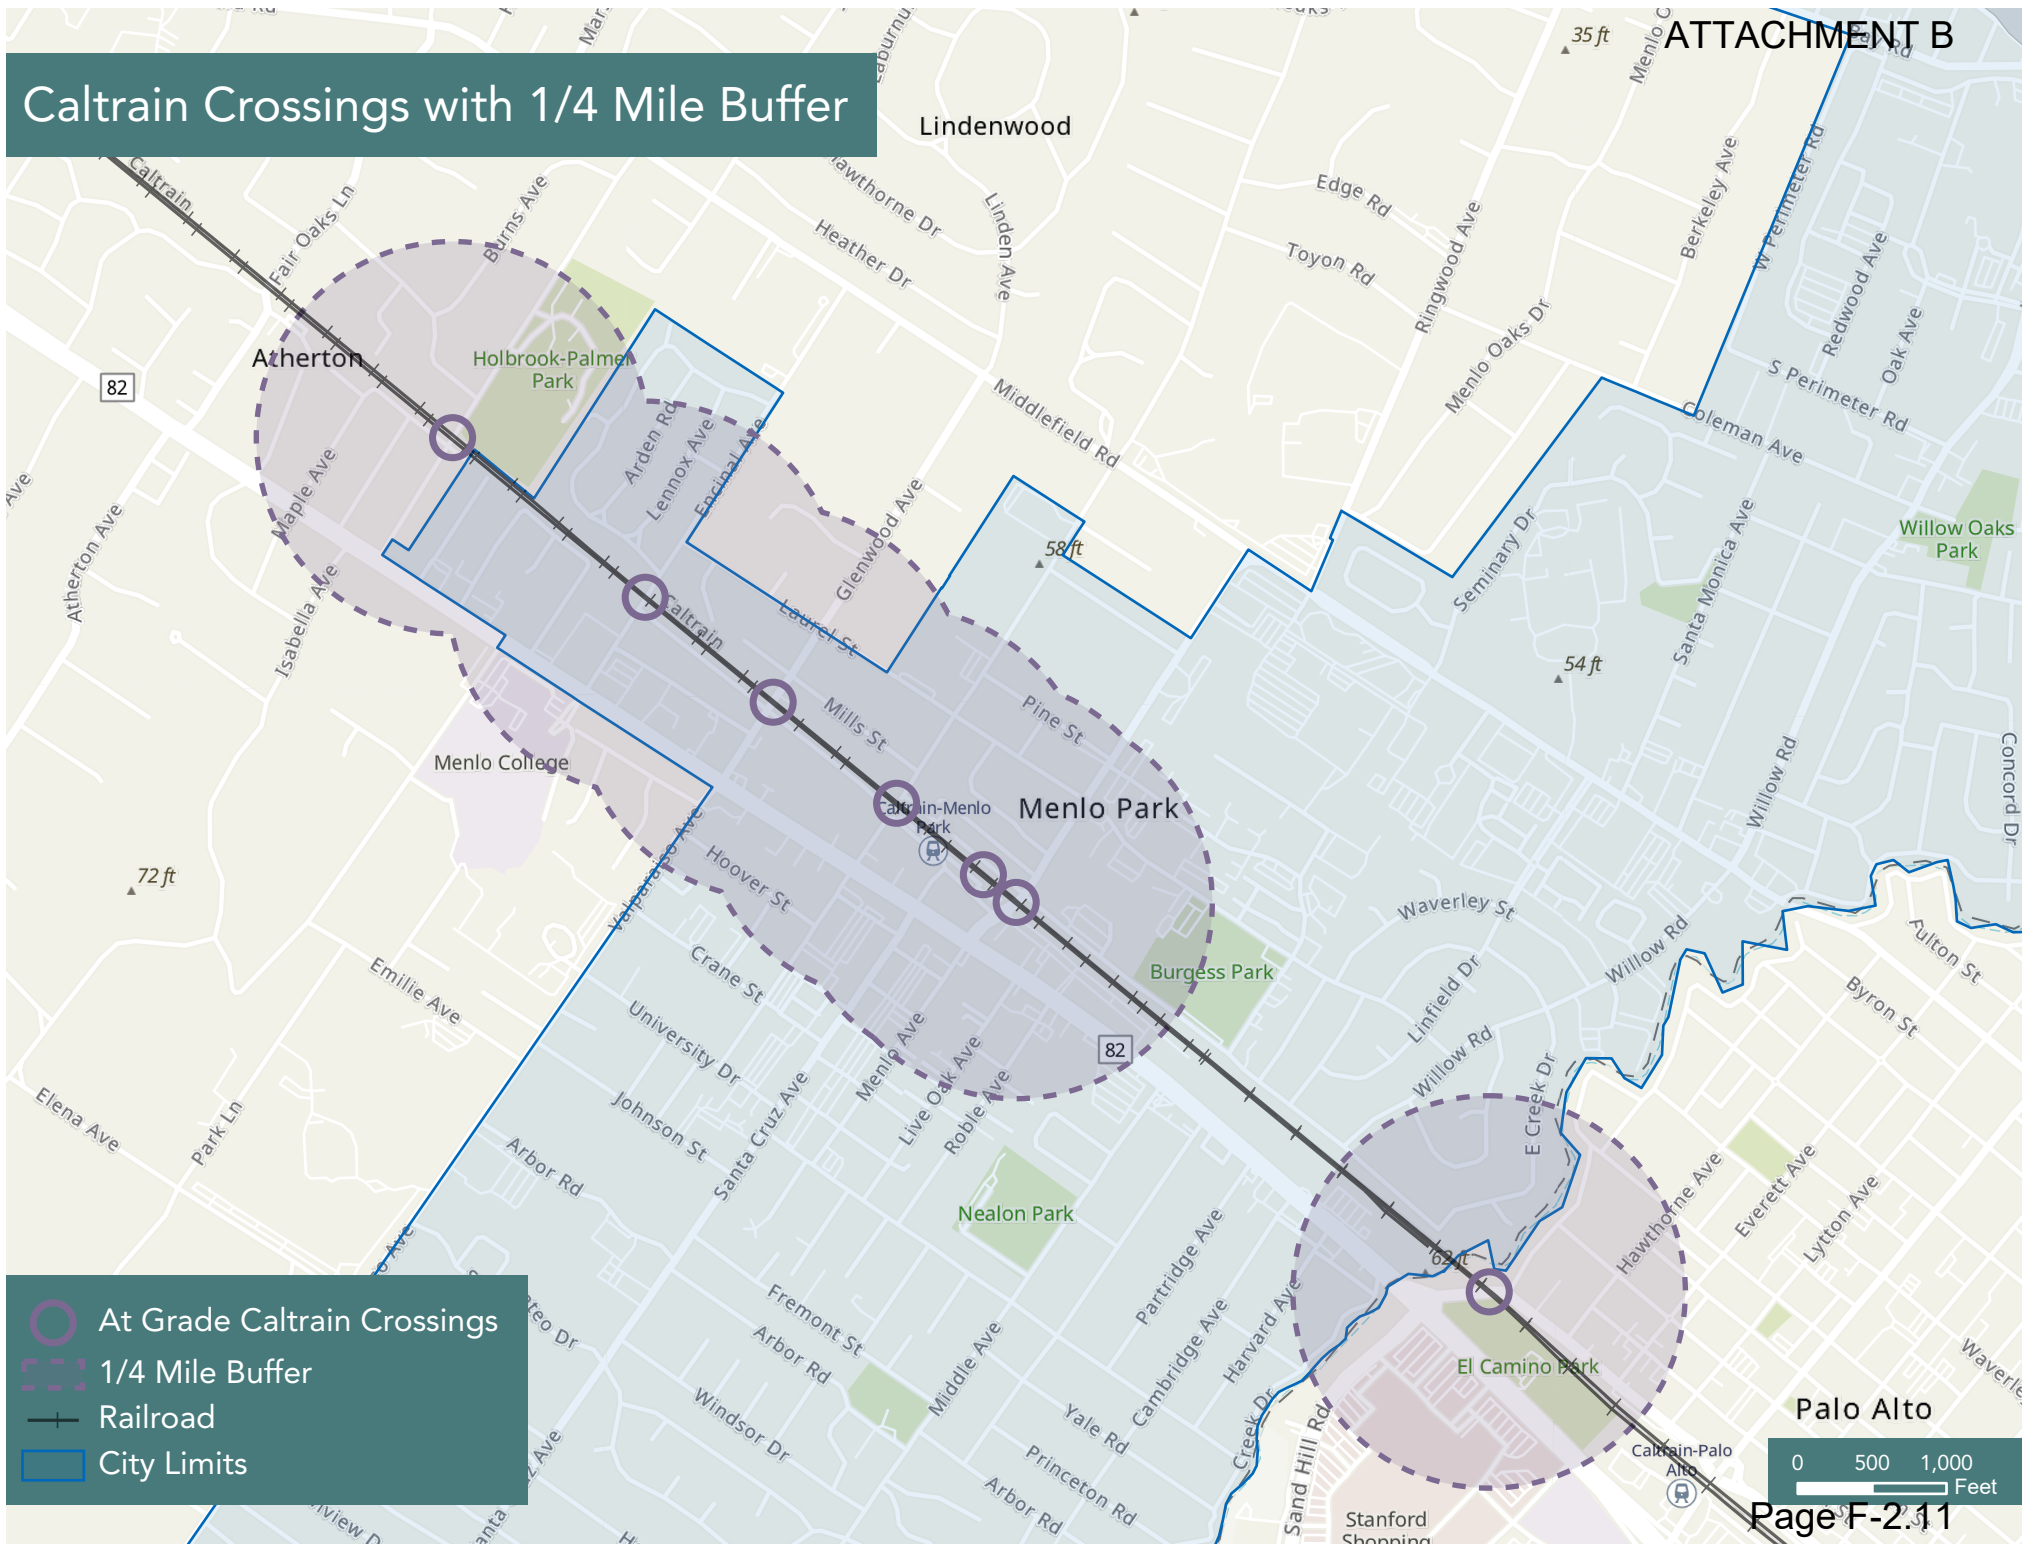 ATTACHMENT B
Caltrain Crossings with 1/4 Mile Buffer
35 ft
Bay Rd
Lindenwood
Caltrain
Fair Oaks Ln
Burns Ave
Hawthorne Dr
Heather Dr
Linden Ave
Edge Rd
Toyon Rd
Ringwood Ave
Berkeley Ave
W Perimeter Rd
Redwood Ave
Oak Ave
Menlo Oaks Dr
S Perimeter Rd
Coleman Ave
Atherton
82
Holbrook-Palmer
Park
Middlefield Rd
Arden Rd
Lennox Ave
Encinal Ave
Maple Ave
Atherton Ave
Isabella Ave
Glenwood Ave
58 ft
Seminary Dr
Santa Monica Ave
Willow Oaks
Park
Caltrain
Laurel St
54 ft
Mills St
Pine St
Menlo College
Willow Rd
Concord Dr
Caltrain-Menlo
Park
Menlo Park
72 ft
Valparaiso Ave
Hoover St
Waverley St
Burgess Park
Willow Rd
Fulton St
Byron St
Emilie Ave
Crane St
University Dr
Linfield Dr
Willow Rd
82
Menlo Ave
Live Oak Ave
Roble Ave
E Creek Dr
Elena Ave
Park Ln
Johnson St
Santa Cruz Ave
Arbor Rd
Nealon Park
Hawthorne Ave
Everett Ave
Lytton Ave
Partridge Ave
62 ft
Fremont St
Arbor Rd
Middle Ave
Cambridge Ave
Harvard Ave
El Camino Park
Palo Alto
Windsor Dr
Yale Rd
Princeton Rd
Arbor Rd
Creek Dr
Sand Hill Rd
Caltrain-Palo
Alto
Stanford
Shopping
At Grade Caltrain Crossings
1/4 Mile Buffer
Railroad
City Limits
0 500 1,000
Feet
Page F-2.11